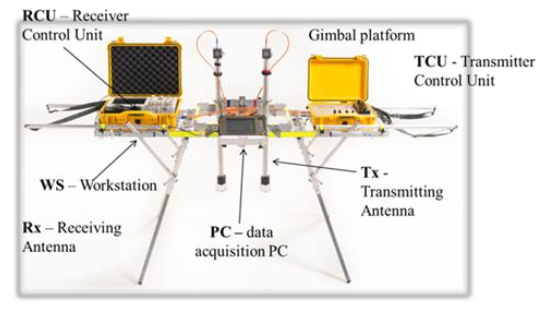 RCU – Receiver
Control Unit
Gimbal platform
TCU - Transmitter
Control Unit
WS – Workstation
Tx -
Transmitting
Antenna
Rx – Receiving
Antenna
PC – data
acquisition PC